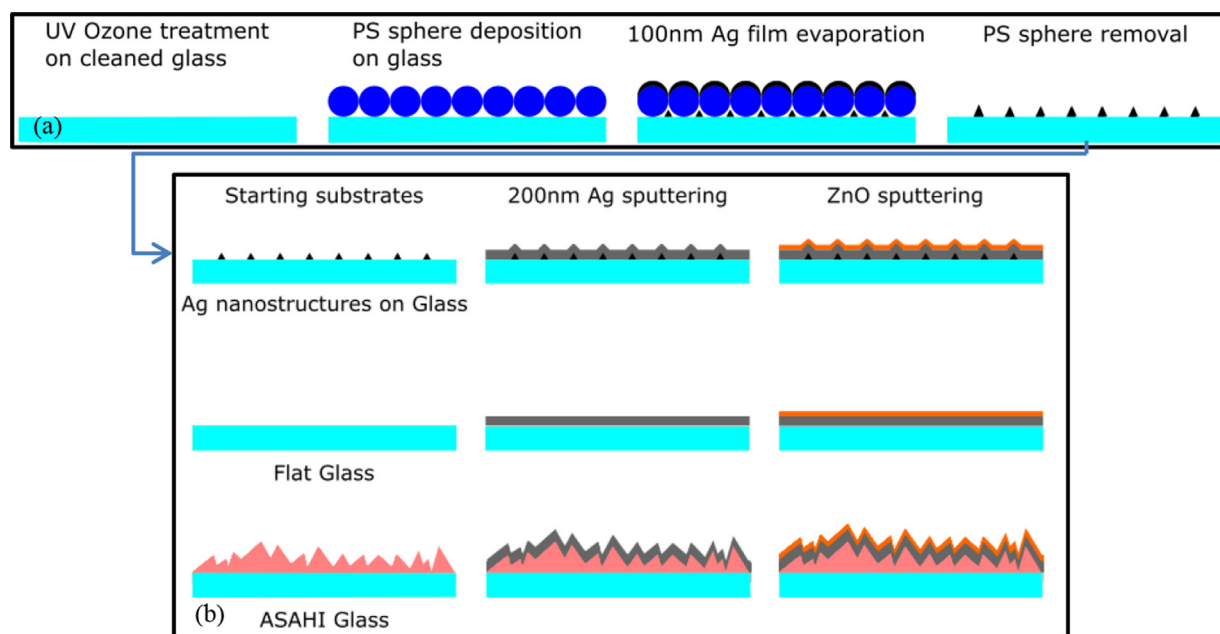 UV Ozone treatment
on cleaned glass
PS sphere deposition
on glass
100nm Ag film evaporation
PS sphere removal
(a)
Starting substrates
200nm Ag sputtering
ZnO sputtering
Ag nanostructures on Glass
Flat Glass
(b)
ASAHI Glass